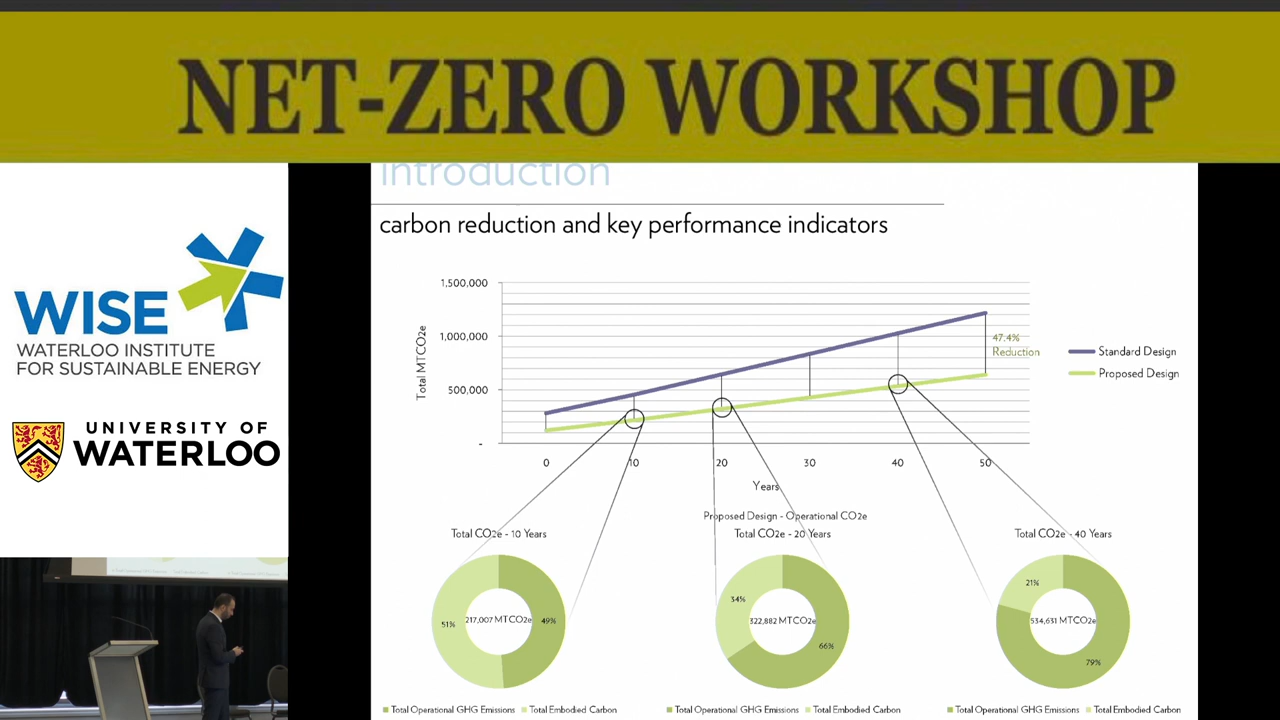 NET-ZERO WORKSHOP
WISE
WATERLOO INSTITUTE
FOR SUSTAINABLE ENERGY
UNIVERSITY OF
WATERLOO
introduction
carbon reduction and key performance indicators
1,500,000
1,000,000
500,000
-
Total MTCO2e
47.4%
Reduction
Standard Design
Proposed Design
0 10 20 30 40 50
Years
Proposed Design - Operational CO2e
Total CO2e - 10 Years
Total CO2e - 20 Years
Total CO2e - 40 Years
51%
217,007 MTCO2e
49%
34%
322,882 MTCO2e
66%
21%
534,631 MTCO2e
79%
Total Operational GHG Emissions Total Embodied Carbon
Total Operational GHG Emissions Total Embodied Carbon
Total Operational GHG Emissions Total Embodied Carbon